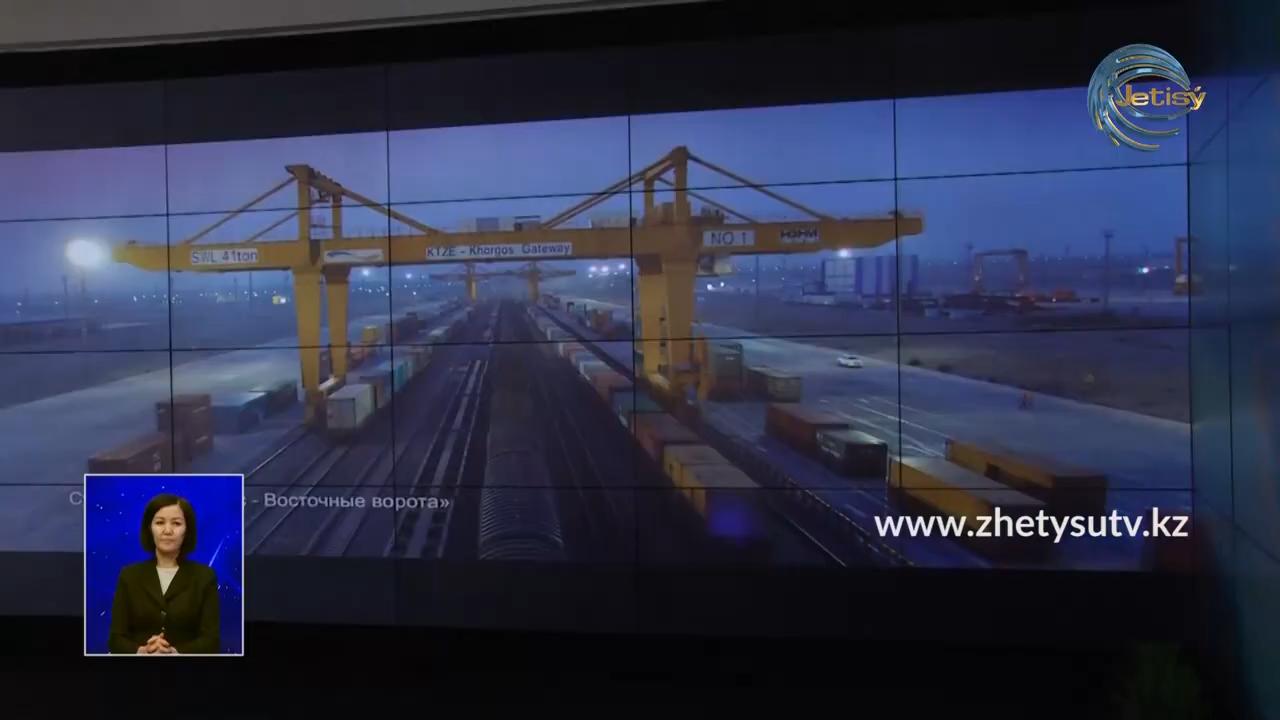 Jetisý
SWL 41ton
KTZE - Khorgos Gateway
NO.1
- Восточные ворота»
www.zhetysutv.kz